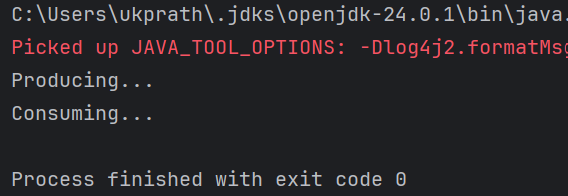 C:\Users\ukprath\.jdks\openjdk-24.0.1\bin\java.
Picked up JAVA_TOOL_OPTIONS: -Dlog4j2.formatMsg
Producing...
Consuming...
Process finished with exit code 0